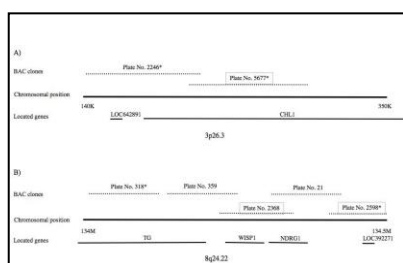 A)
Plate No. 2246*
BAC clones
Plate No. 5677*
Chromosomal position
140K 350K
Located genes LOC642891 CHL1
3p26.3
B)
Plate No. 318* Plate No. 359 Plate No. 21
BAC clones
Plate No. 2368 Plate No. 2598*
Chromosomal position
134M 134.5M
Located genes TG WISP1 NDRG1 LOC392271
8q24.22